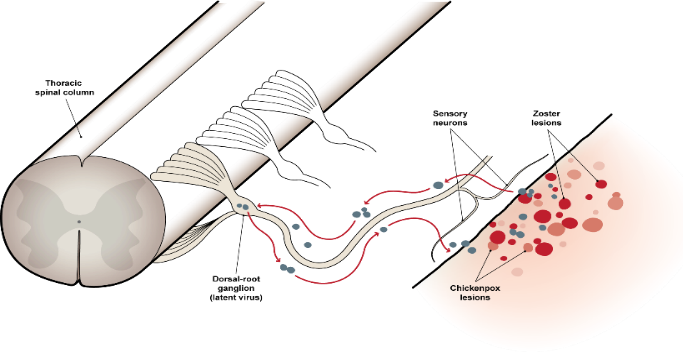 Thoracic
spinal column
Sensory
neurons
Zoster
lesions
Dorsal-root
ganglion
(latent virus)
Chickenpox
lesions